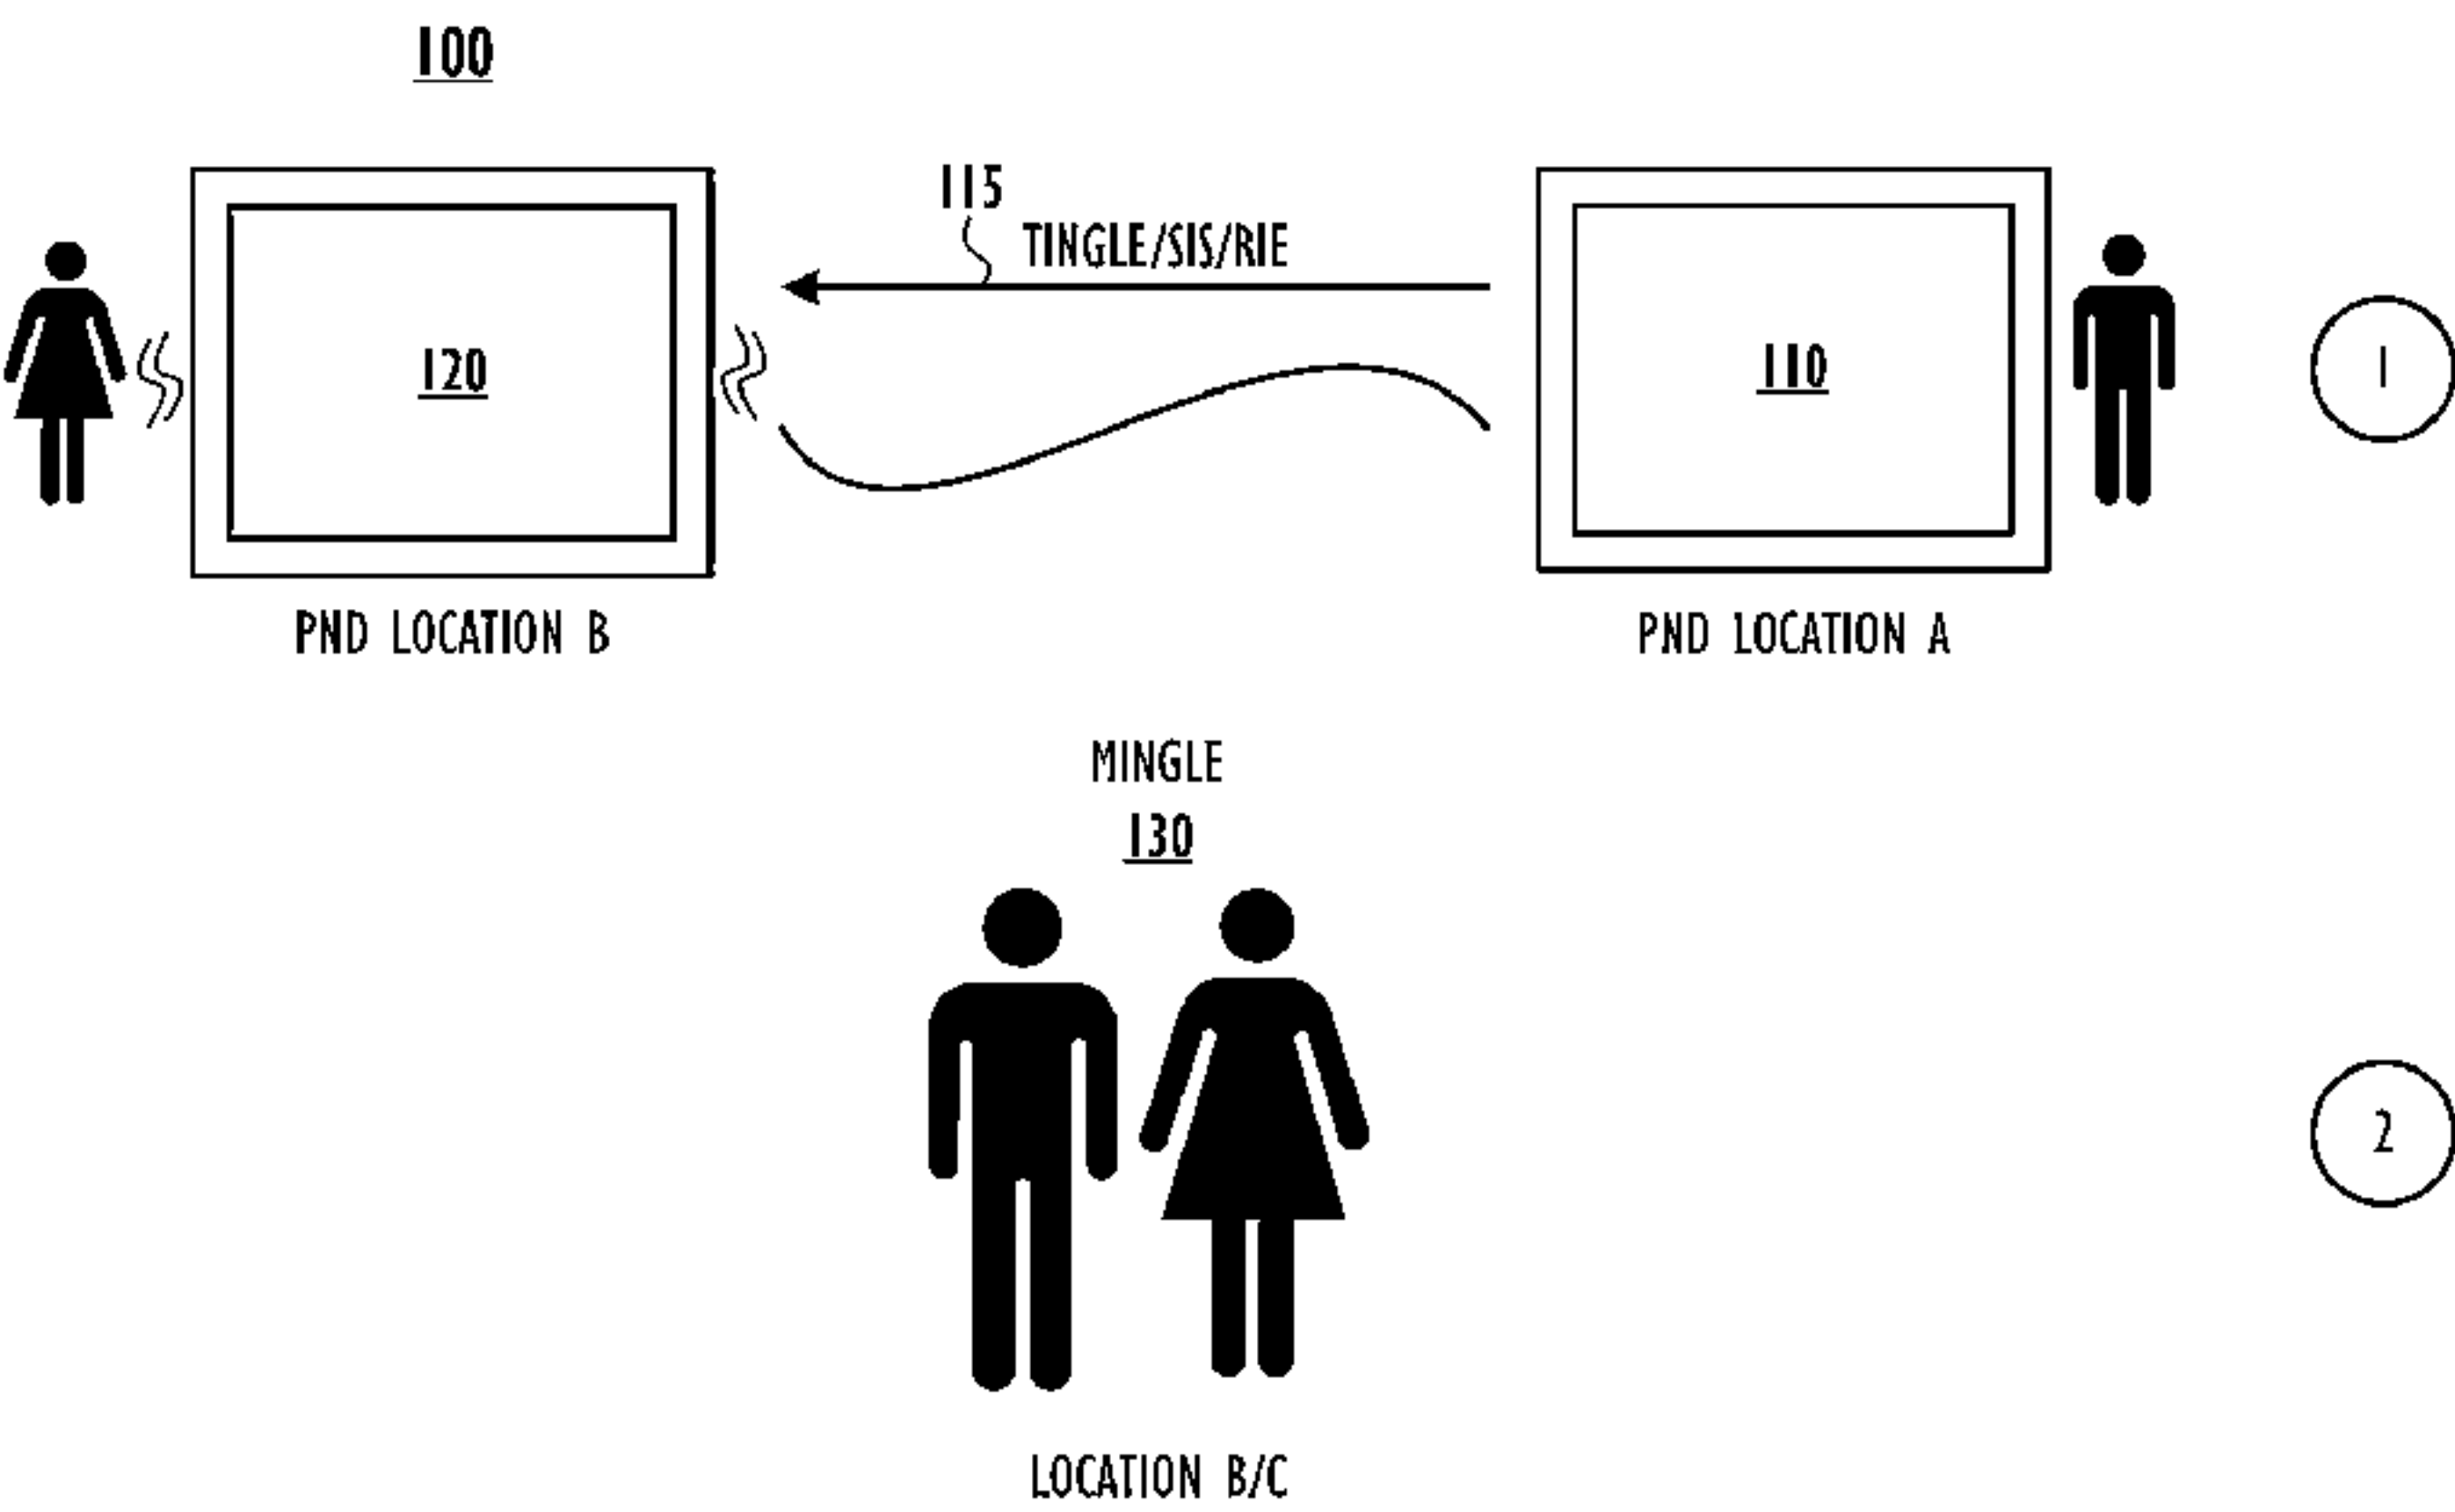 100
115
TINGLE/SIS/RIE
120
110
1
PND LOCATION B
PND LOCATION A
MINGLE
130
2
LOCATION B/C